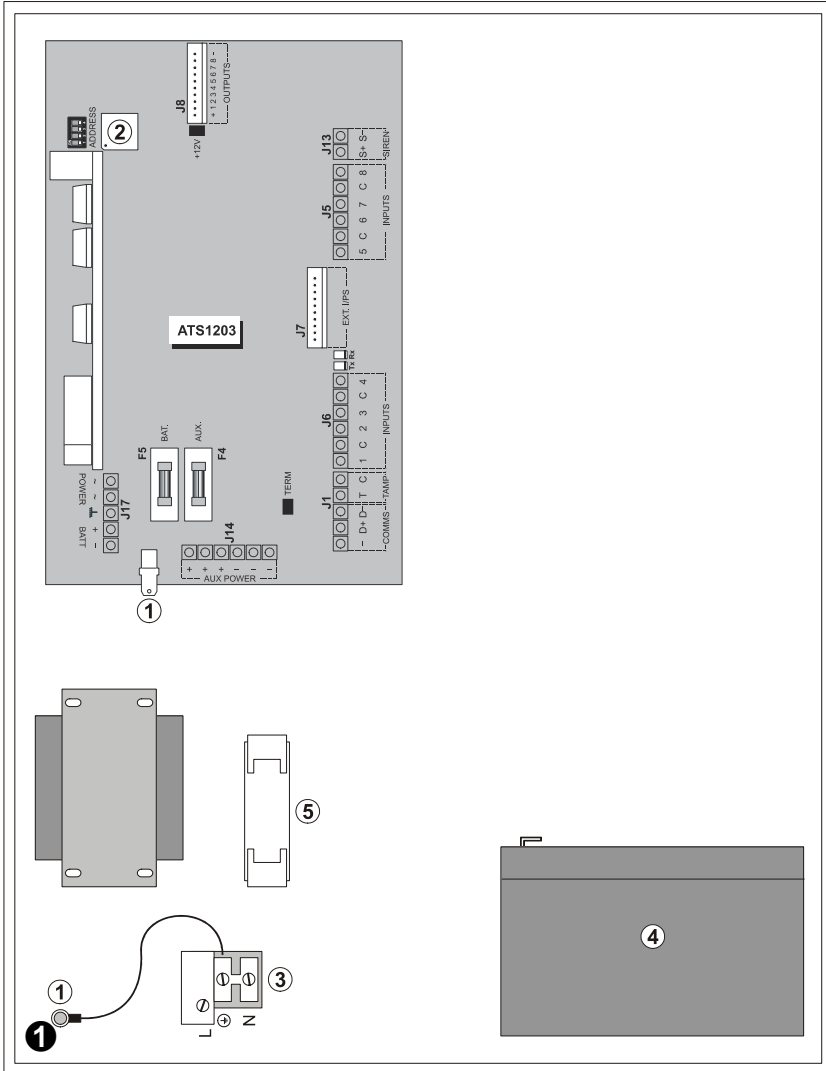 J8
+ 1 2 3 4 5 6 7 8 -
OUTPUTS
+12V
ADDRESS
2
J13
S+ S-
SIREN
J5
5 C 6 7 C 8
INPUTS
J7
EXT. I/PS
Tx Rx
ATS1203
J6
1 C 2 3 C 4
INPUTS
F5
BAT.
AUX.
F4
TERM
J1
- D+ D- T C
COMMS
TAMP
POWER
~ ~
J17
- +
BATT
J14
+ + + - - -
AUX POWER
1
5
4
3
1
L ⏚ N
1